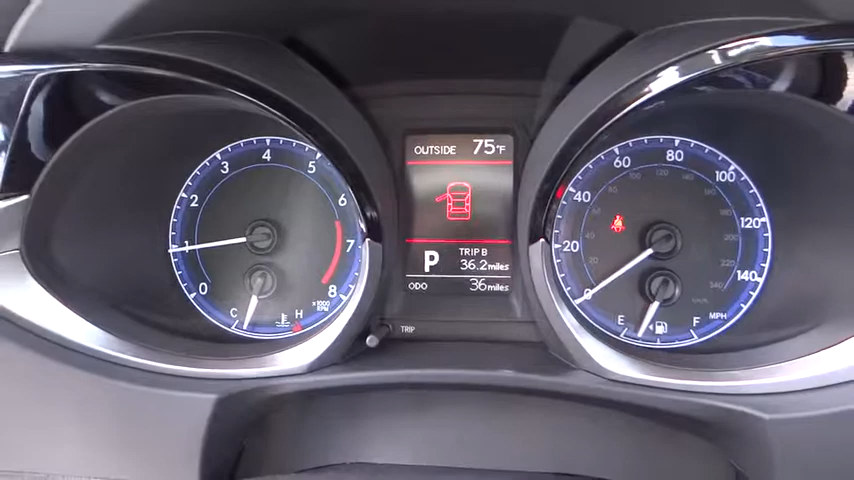 OUTSIDE 75°F
P
TRIP B
36.2 miles
ODO 36 miles
TRIP
0
1
2
3
4
5
6
7
8
x1000
RPM
C
H
0
20
40
60
80
100
120
140
MPH
E
F